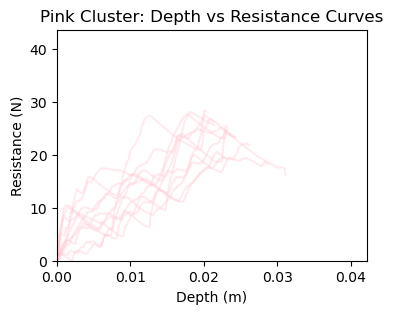 Pink Cluster: Depth vs Resistance Curves
40
30
20
10
0
Resistance (N)
0.00 0.01 0.02 0.03 0.04
Depth (m)